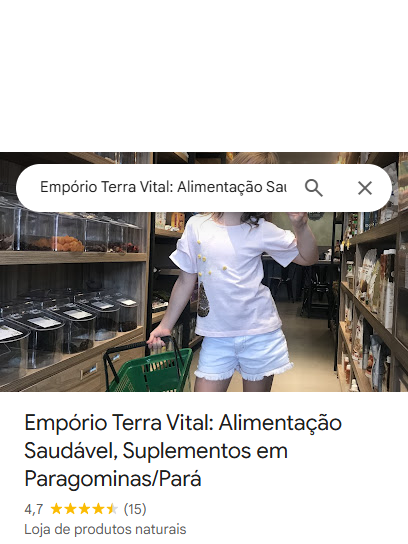 Empório Terra Vital: Alimentação Saú
Empório Terra Vital: Alimentação
Saudável, Suplementos em
Paragominas/Pará
4,7 (15)
Loja de produtos naturais